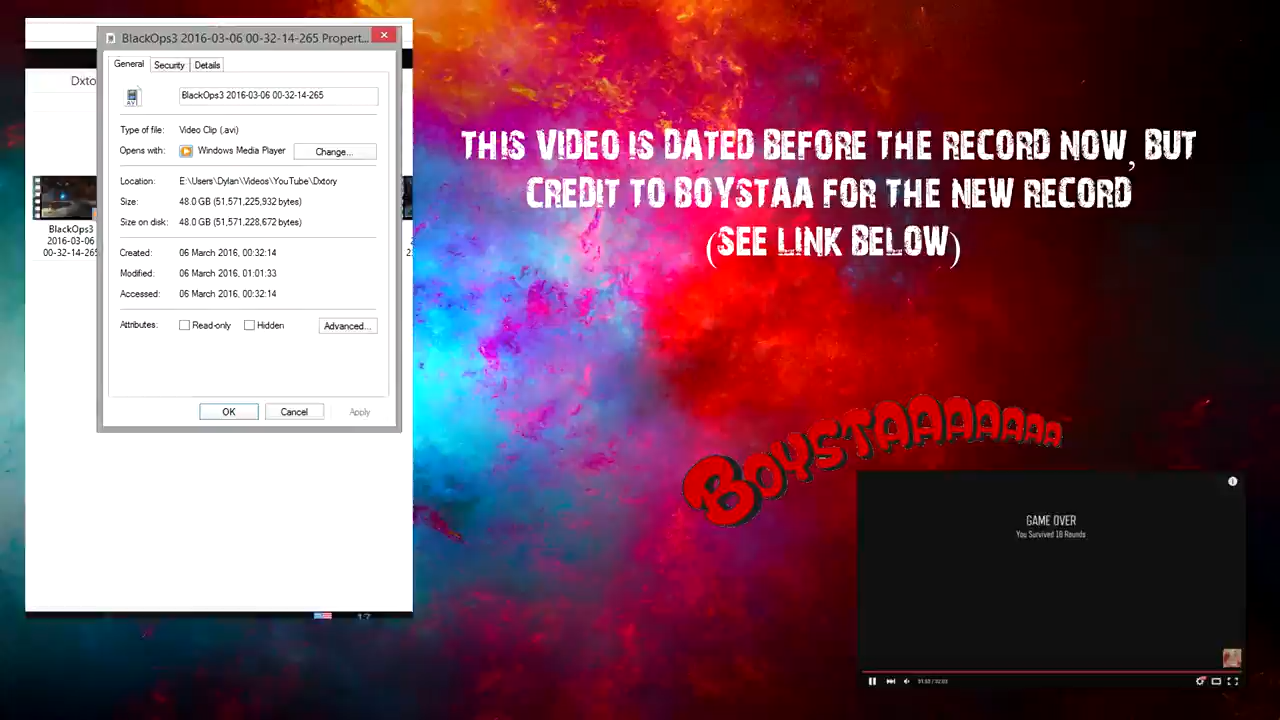 BlackOps3 2016-03-06 00-32-14-265 Propert...
General Security Details
Dxto
BlackOps3 2016-03-06 00-32-14-265
Type of file: Video Clip (.avi)
Opens with: Windows Media Player Change...
Location: E:\Users\Dylan\Videos\YouTube\Dxtory
Size: 48.0 GB (51,571,225,932 bytes)
Size on disk: 48.0 GB (51,571,228,672 bytes)
Created: 06 March 2016, 00:32:14
Modified: 06 March 2016, 01:01:33
Accessed: 06 March 2016, 00:32:14
Attributes: Read-only Hidden Advanced...
OK Cancel Apply
BlackOps3
2016-03-06
00-32-14-265
THIS VIDEO IS DATED BEFORE THE RECORD NOW, BUT
CREDIT TO BOYSTAA FOR THE NEW RECORD
(SEE LINK BELOW)
BOYSTAAAAAAA
GAME OVER
You Survived 18 Rounds